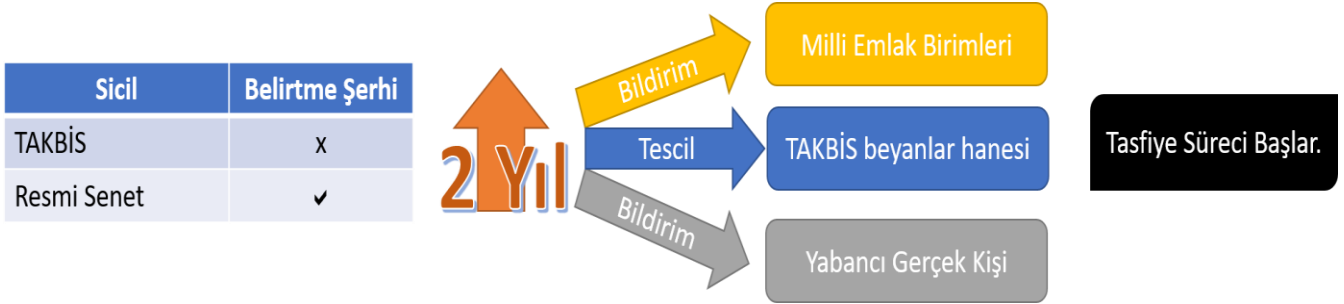 Sicil Belirtme Şerhi
TAKBİS x
Resmi Senet ✓
2 Yıl
Bildirim
Milli Emlak Birimleri
Tescil
TAKBİS beyanlar hanesi
Bildirim
Yabancı Gerçek Kişi
Tasfiye Süreci Başlar.